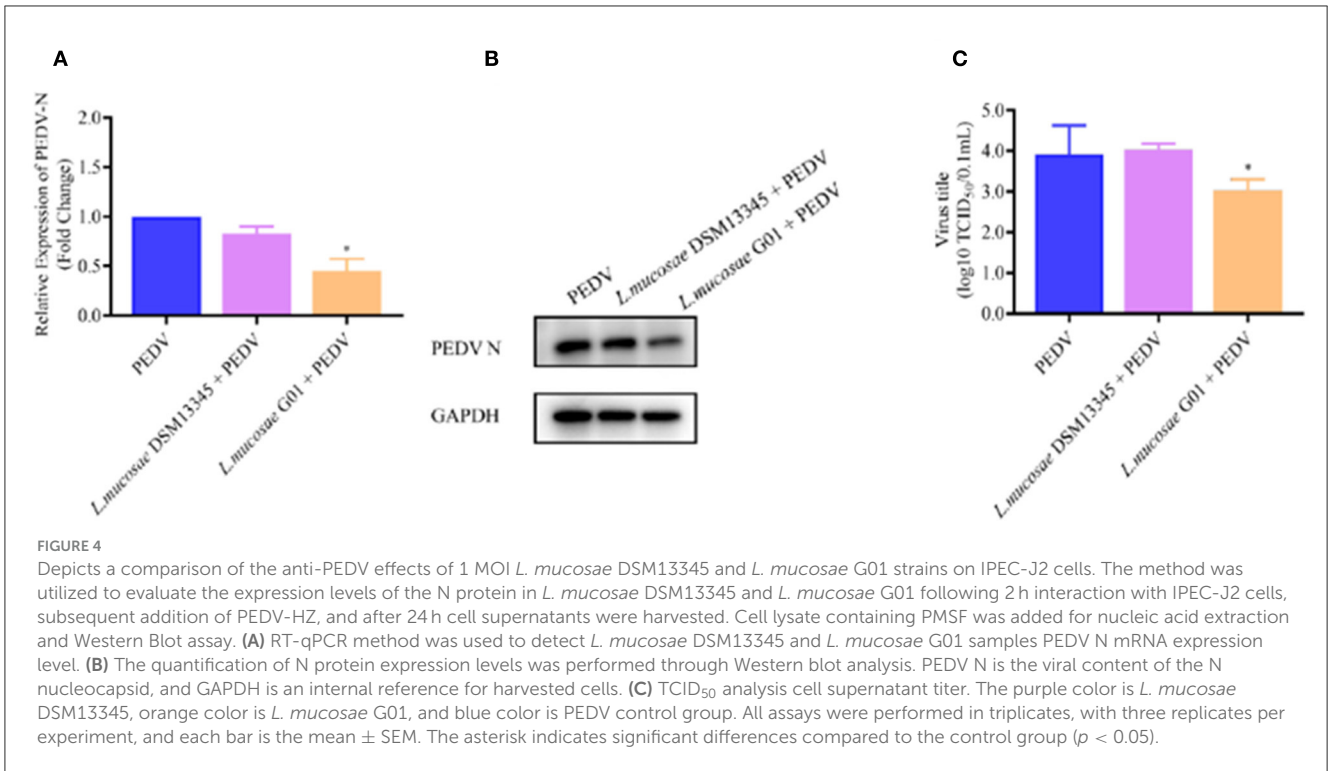 A
Relative Expression of PEDV-N
(Fold Change)
2.0
1.5
1.0
0.5
0.0
*
PEDV
L.mucosae DSM13345 + PEDV
L.mucosae G01 + PEDV
B
PEDV
L.mucosae DSM13345 + PEDV
L.mucosae G01 + PEDV
PEDV N
GAPDH
C
Virus title
(log10 TCID50/0.1mL)
5.0
4.0
3.0
2.0
1.0
0.0
*
PEDV
L.mucosae DSM13345 + PEDV
L.mucosae G01 + PEDV
FIGURE 4
Depicts a comparison of the anti-PEDV effects of 1 MOI L. mucosae DSM13345 and L. mucosae G01 strains on IPEC-J2 cells. The method was
utilized to evaluate the expression levels of the N protein in L. mucosae DSM13345 and L. mucosae G01 following 2 h interaction with IPEC-J2 cells,
subsequent addition of PEDV-HZ, and after 24 h cell supernatants were harvested. Cell lysate containing PMSF was added for nucleic acid extraction
and Western Blot assay. (A) RT-qPCR method was used to detect L. mucosae DSM13345 and L. mucosae G01 samples PEDV N mRNA expression
level. (B) The quantification of N protein expression levels was performed through Western blot analysis. PEDV N is the viral content of the N
nucleocapsid, and GAPDH is an internal reference for harvested cells. (C) TCID50 analysis cell supernatant titer. The purple color is L. mucosae
DSM13345, orange color is L. mucosae G01, and blue color is PEDV control group. All assays were performed in triplicates, with three replicates per
experiment, and each bar is the mean ± SEM. The asterisk indicates significant differences compared to the control group (p < 0.05).